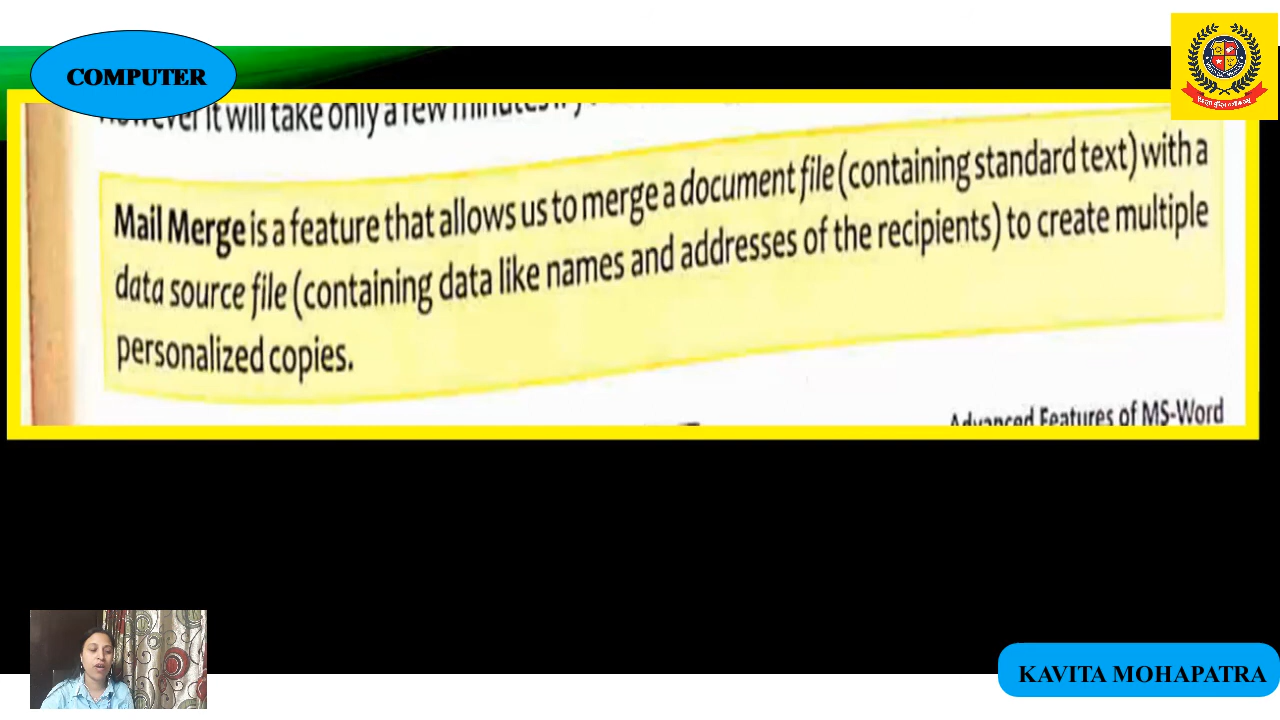 COMPUTER
However it will take only a few minutes if
Mail Merge is a feature that allows us to merge a document file (containing standard text) with a
data source file (containing data like names and addresses of the recipients) to create multiple
personalized copies.
Advanced Features of MS-Word
KAVITA MOHAPATRA